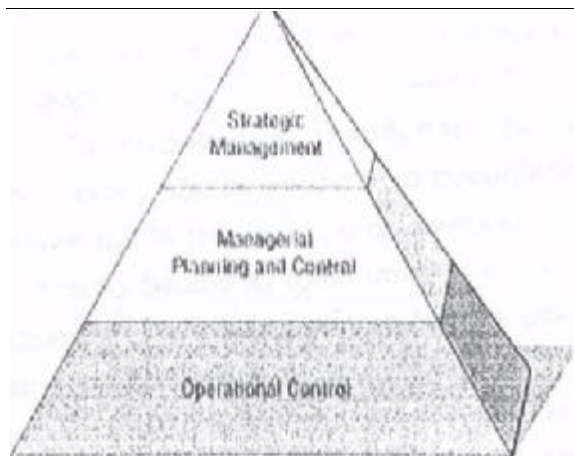 Strategic
Management
Managerial
Planning and Control
Operational Control